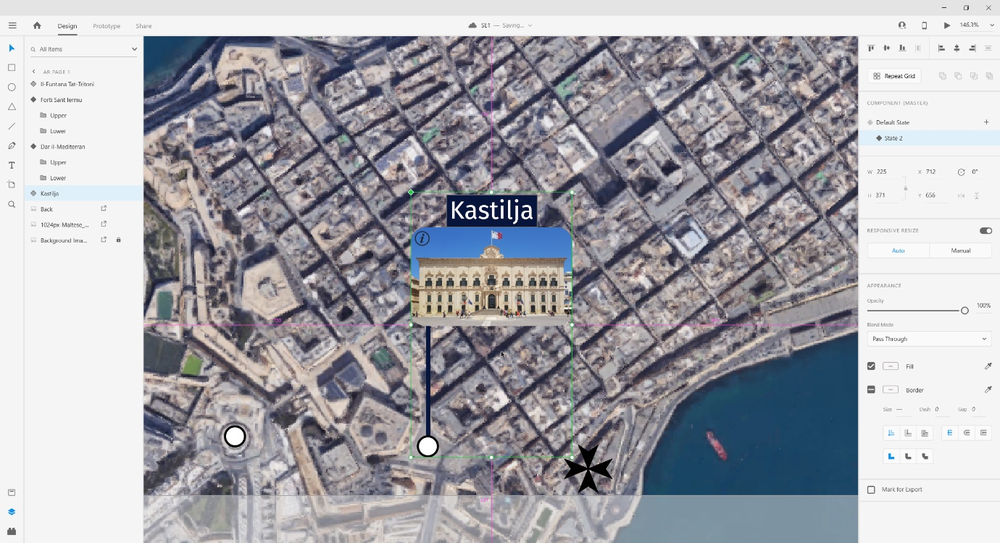 Design Prototype Share
SE1 — Saving...
146.3%
All Items
AR PAGE 1
Il-Funtana Tat-Tritoni
Forti Sant Iermu
Upper
Lower
Dar il-Mediterran
Upper
Lower
Kastilja
Back
1024px-Maltese_...
Background Ima...
Kastilja
i
720
Repeat Grid
COMPONENT (MASTER)
Default State
State 2
W 225 X 712 0°
H 371 Y 656
RESPONSIVE RESIZE
Auto Manual
APPEARANCE
Opacity
100%
Blend Mode
Pass Through
Fill
Border
Size — Dash 0 Gap 0
Mark for Export